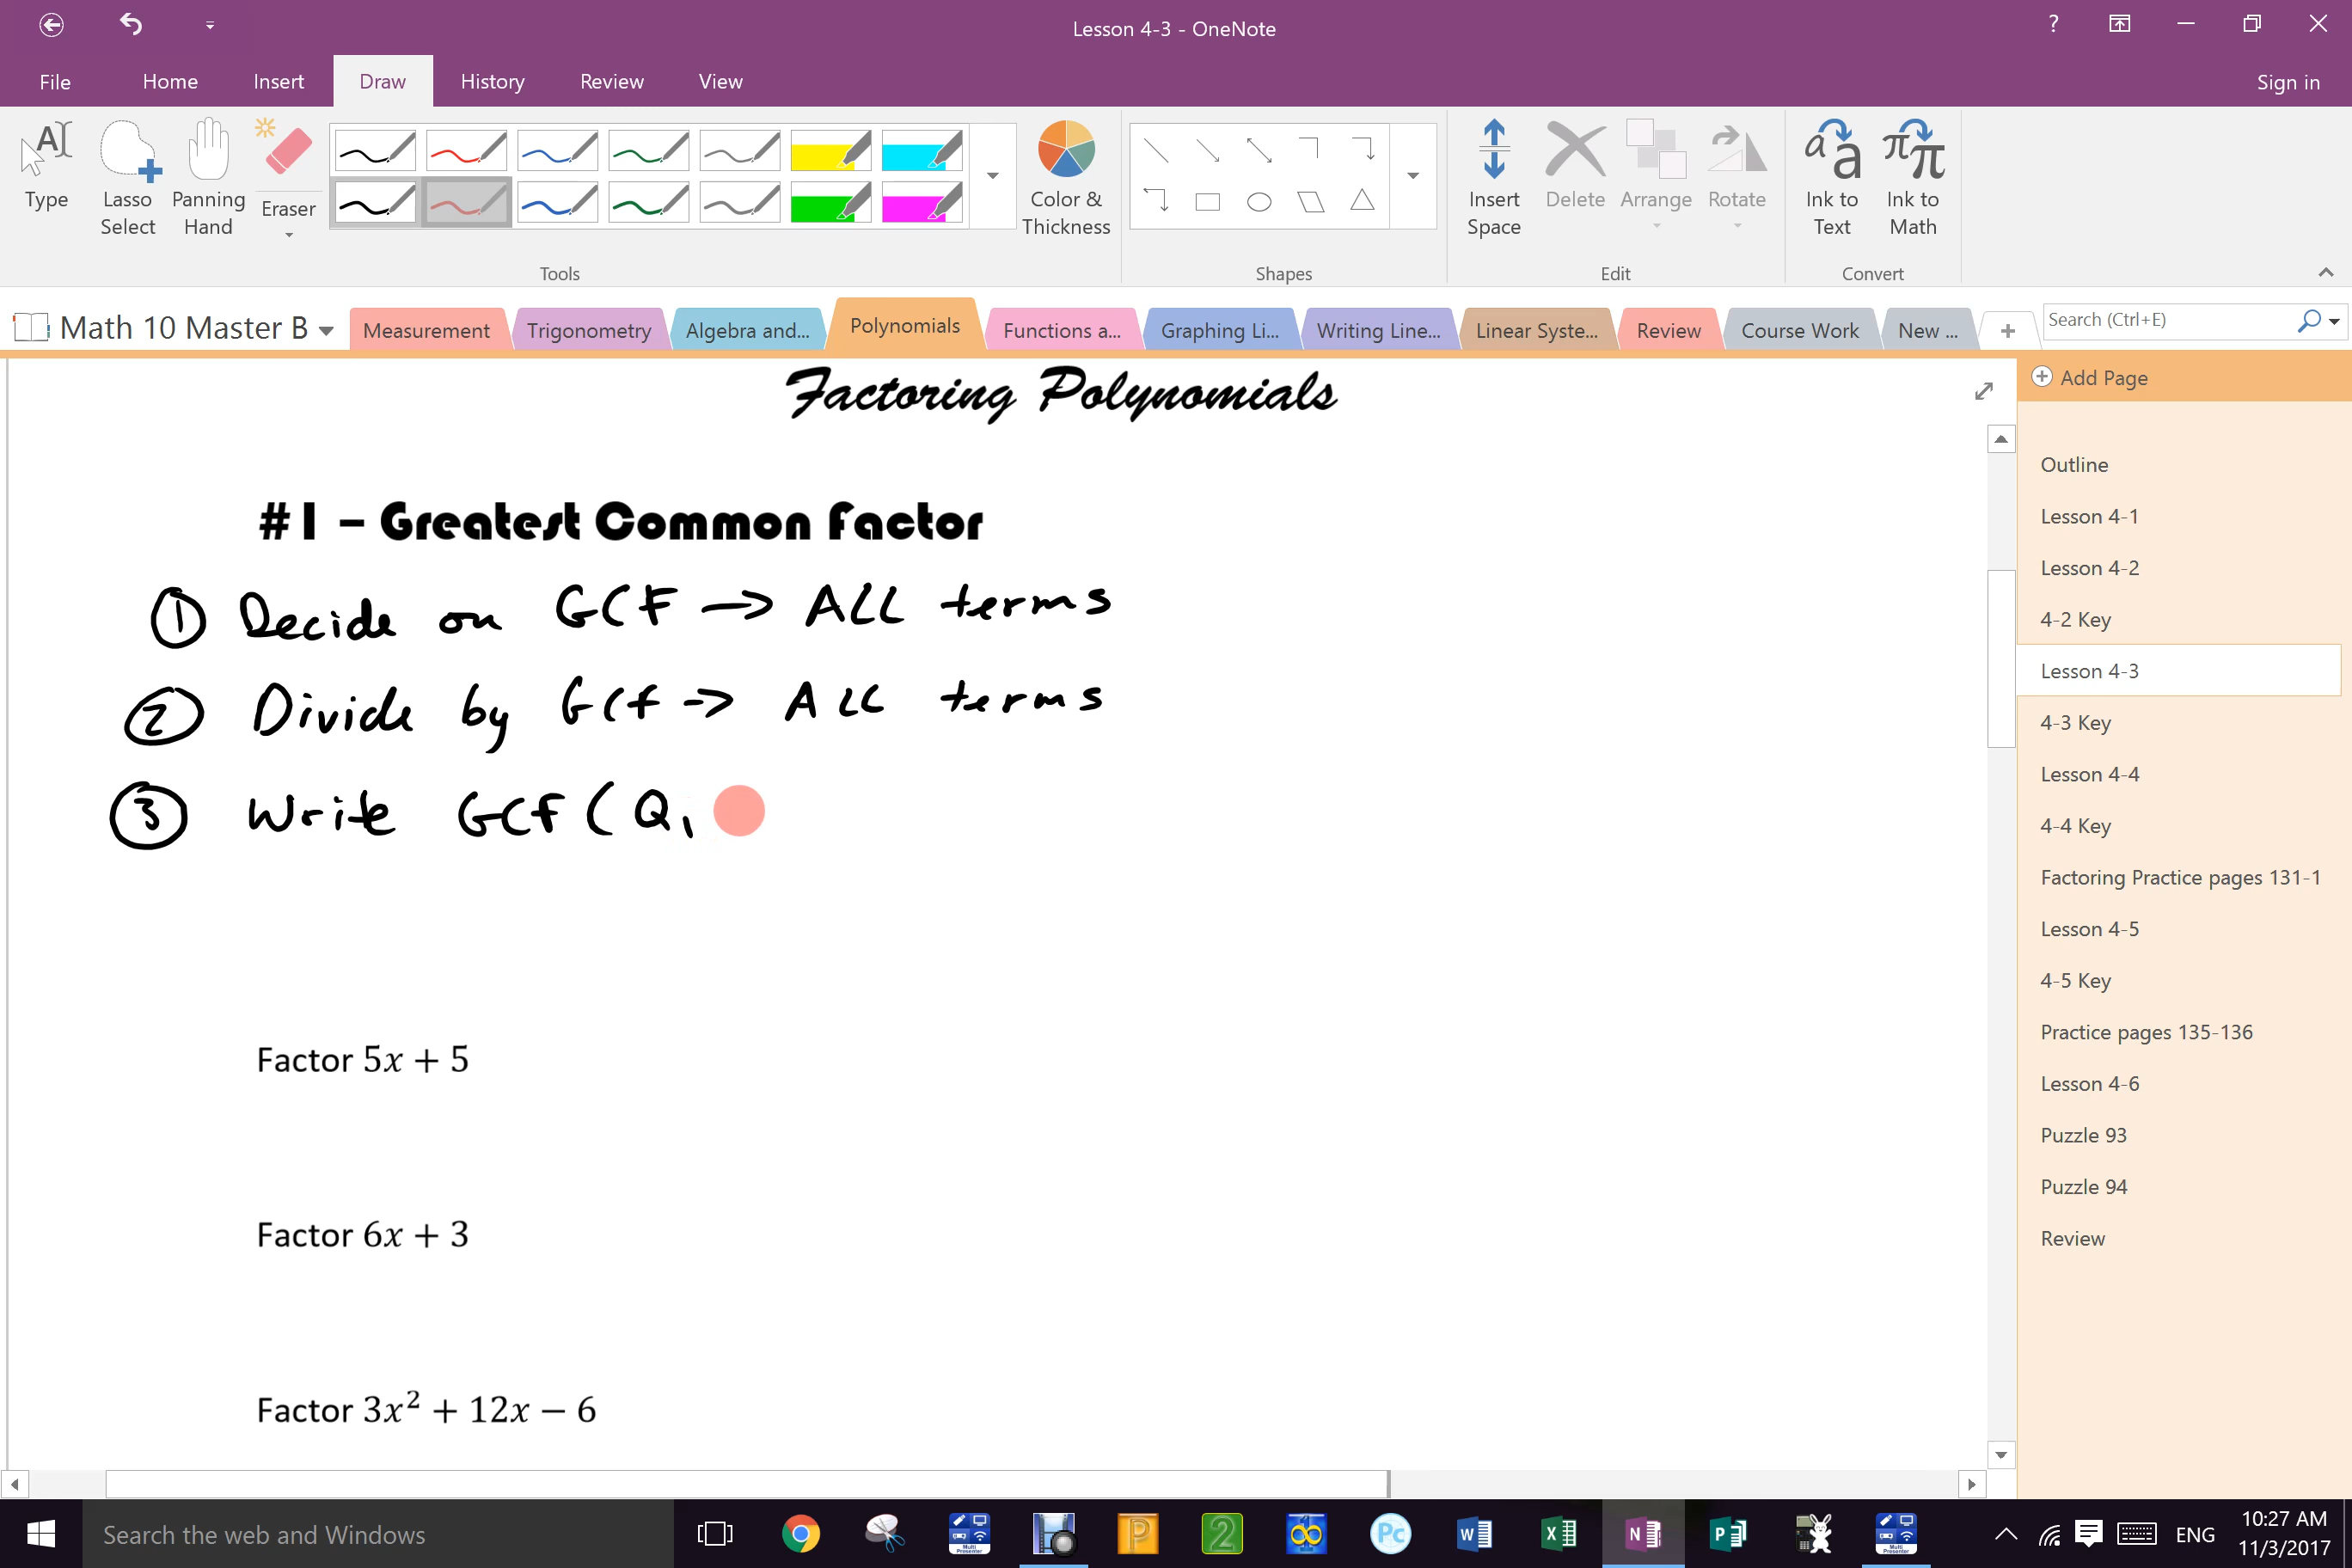 Lesson 4-3 - OneNote
?
File Home Insert Draw History Review View Sign in
Type
Lasso Select
Panning Hand
Eraser
Color & Thickness
Insert Space
Delete
Arrange
Rotate
Ink to Text
Ink to Math
Tools Shapes Edit Convert
Math 10 Master B Measurement Trigonometry Algebra and... Polynomials Functions a... Graphing Li... Writing Line... Linear Syste... Review Course Work New ... + Search (Ctrl+E)
Factoring Polynomials
#1 – Greatest Common Factor
① Decide on GCF → ALL terms
② Divide by GCF → ALL terms
③ Write GCF ( Q₁
Factor 5x + 5
Factor 6x + 3
Factor 3x² + 12x − 6
Add Page
Outline
Lesson 4-1
Lesson 4-2
4-2 Key
Lesson 4-3
4-3 Key
Lesson 4-4
4-4 Key
Factoring Practice pages 131-1
Lesson 4-5
4-5 Key
Practice pages 135-136
Lesson 4-6
Puzzle 93
Puzzle 94
Review
Search the web and Windows
ENG
10:27 AM
11/3/2017